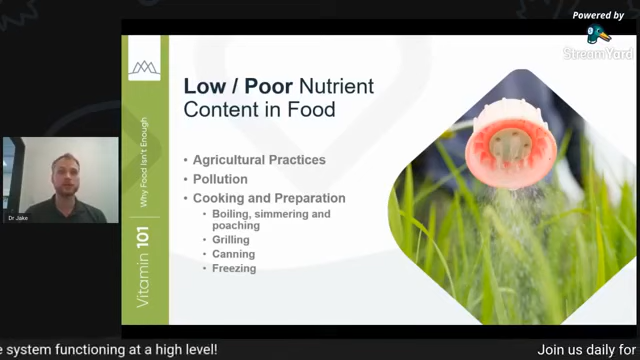 Powered by
StreamYard
Low / Poor Nutrient
Content in Food
Why Food Isn't Enough
Vitamin 101
• Agricultural Practices
• Pollution
• Cooking and Preparation
• Boiling, simmering and
poaching
• Grilling
• Canning
• Freezing
Dr Jake
e system functioning at a high level!
Join us daily for